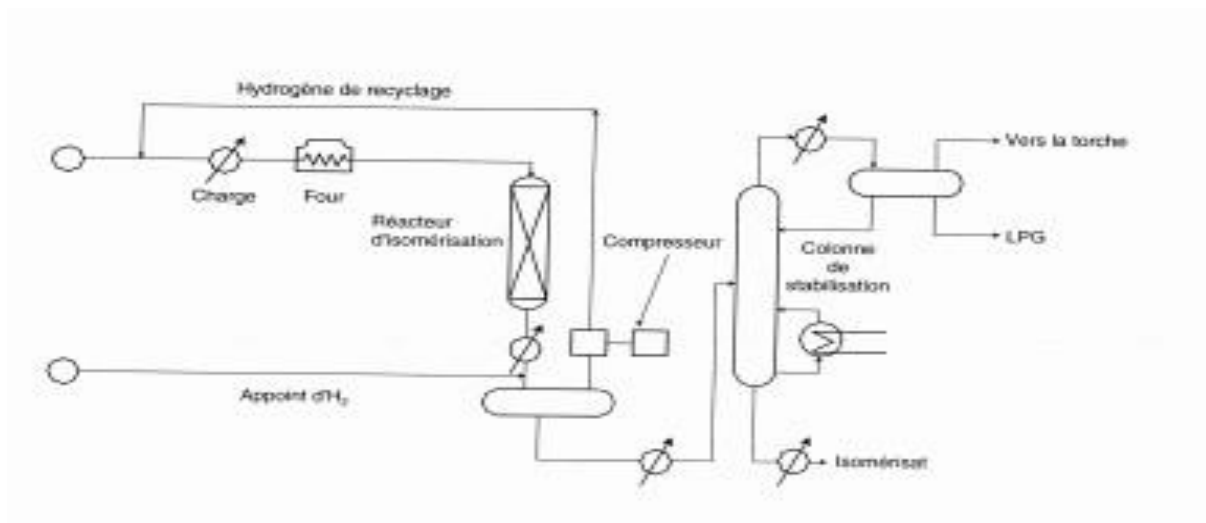 Hydrogène de recyclage
Vers la torche
Charge
Four
Réacteur
d'isomérisation
Compresseur
LPG
Colonne
de
stabilisation
Appoint d'H₂
Isomérisat